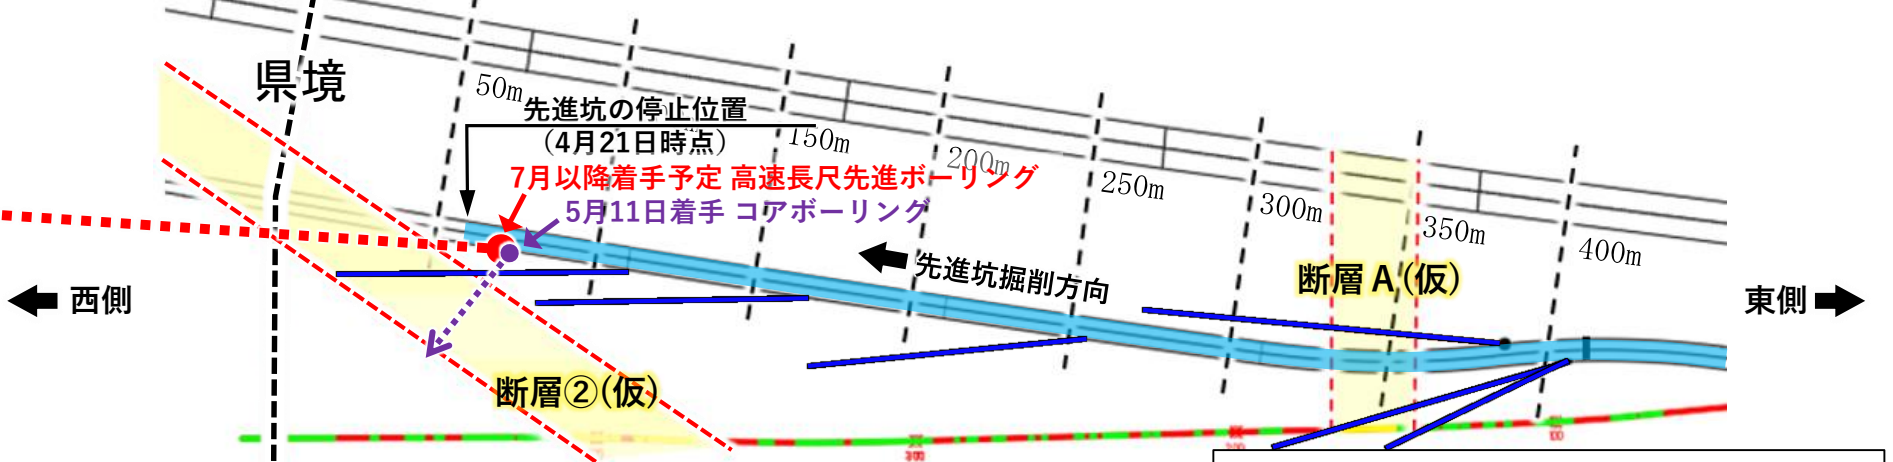 県境
50m
先進坑の停止位置
(4月21日時点)
150m
7月以降着手予定 高速長尺先進ボーリング
200m
5月11日着手 コアボーリング
250m
300m
350m
400m
先進坑掘削方向
断層A(仮)
西側
東側
断層②(仮)